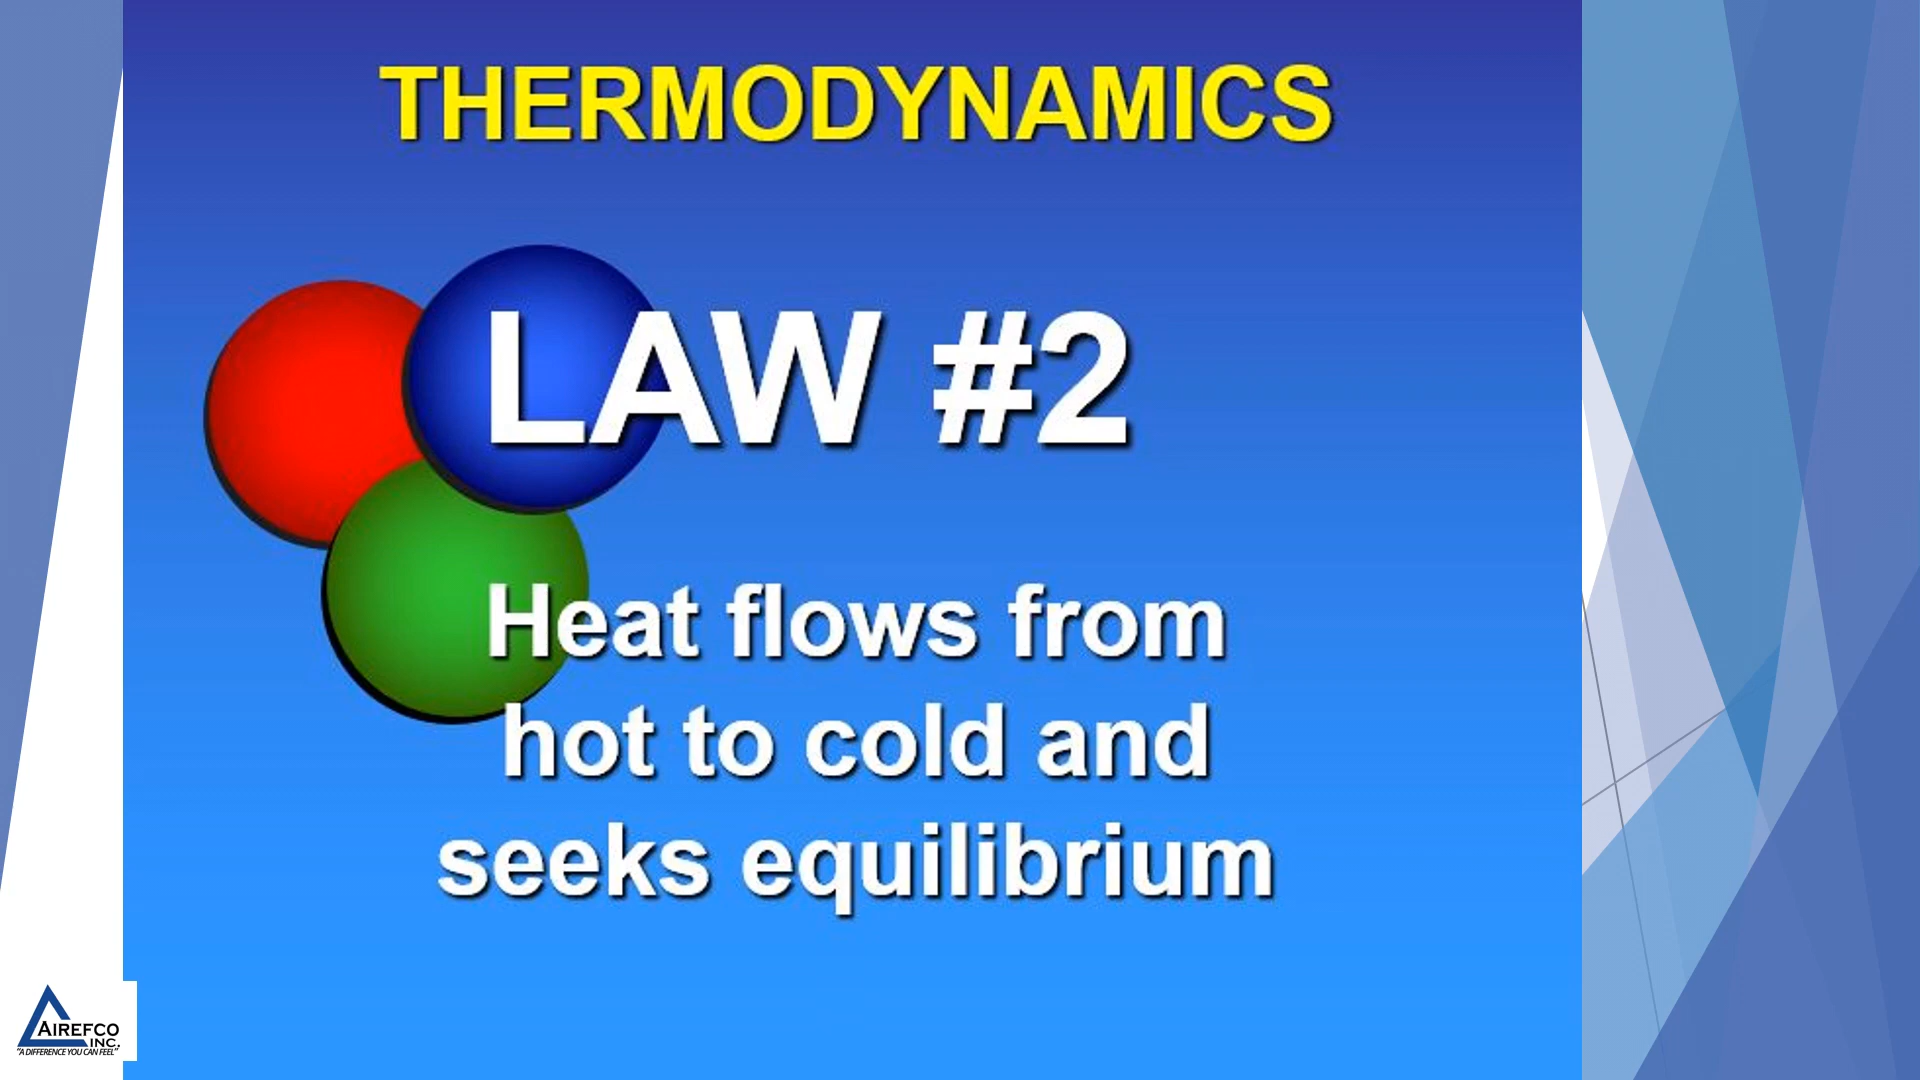 THERMODYNAMICS
LAW #2
Heat flows from
hot to cold and
seeks equilibrium
AIREFCO
INC.
"A DIFFERENCE YOU CAN FEEL"